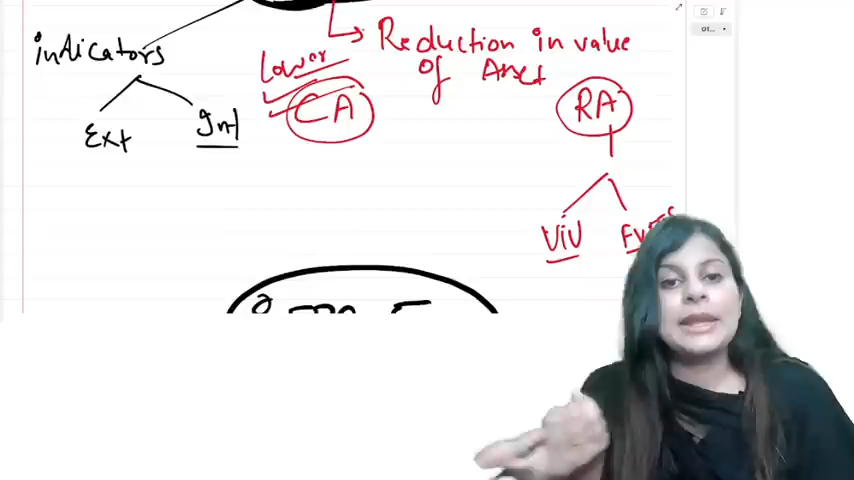 indicators
Ext
Int
Reduction in value
of Asset
Lower
CA
RA
ViU